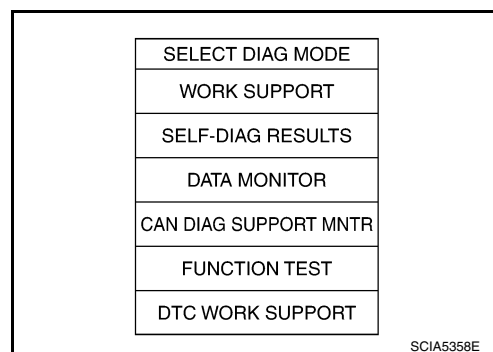 SELECT DIAG MODE
WORK SUPPORT
SELF-DIAG RESULTS
DATA MONITOR
CAN DIAG SUPPORT MNTR
FUNCTION TEST
DTC WORK SUPPORT
SCIA5358E